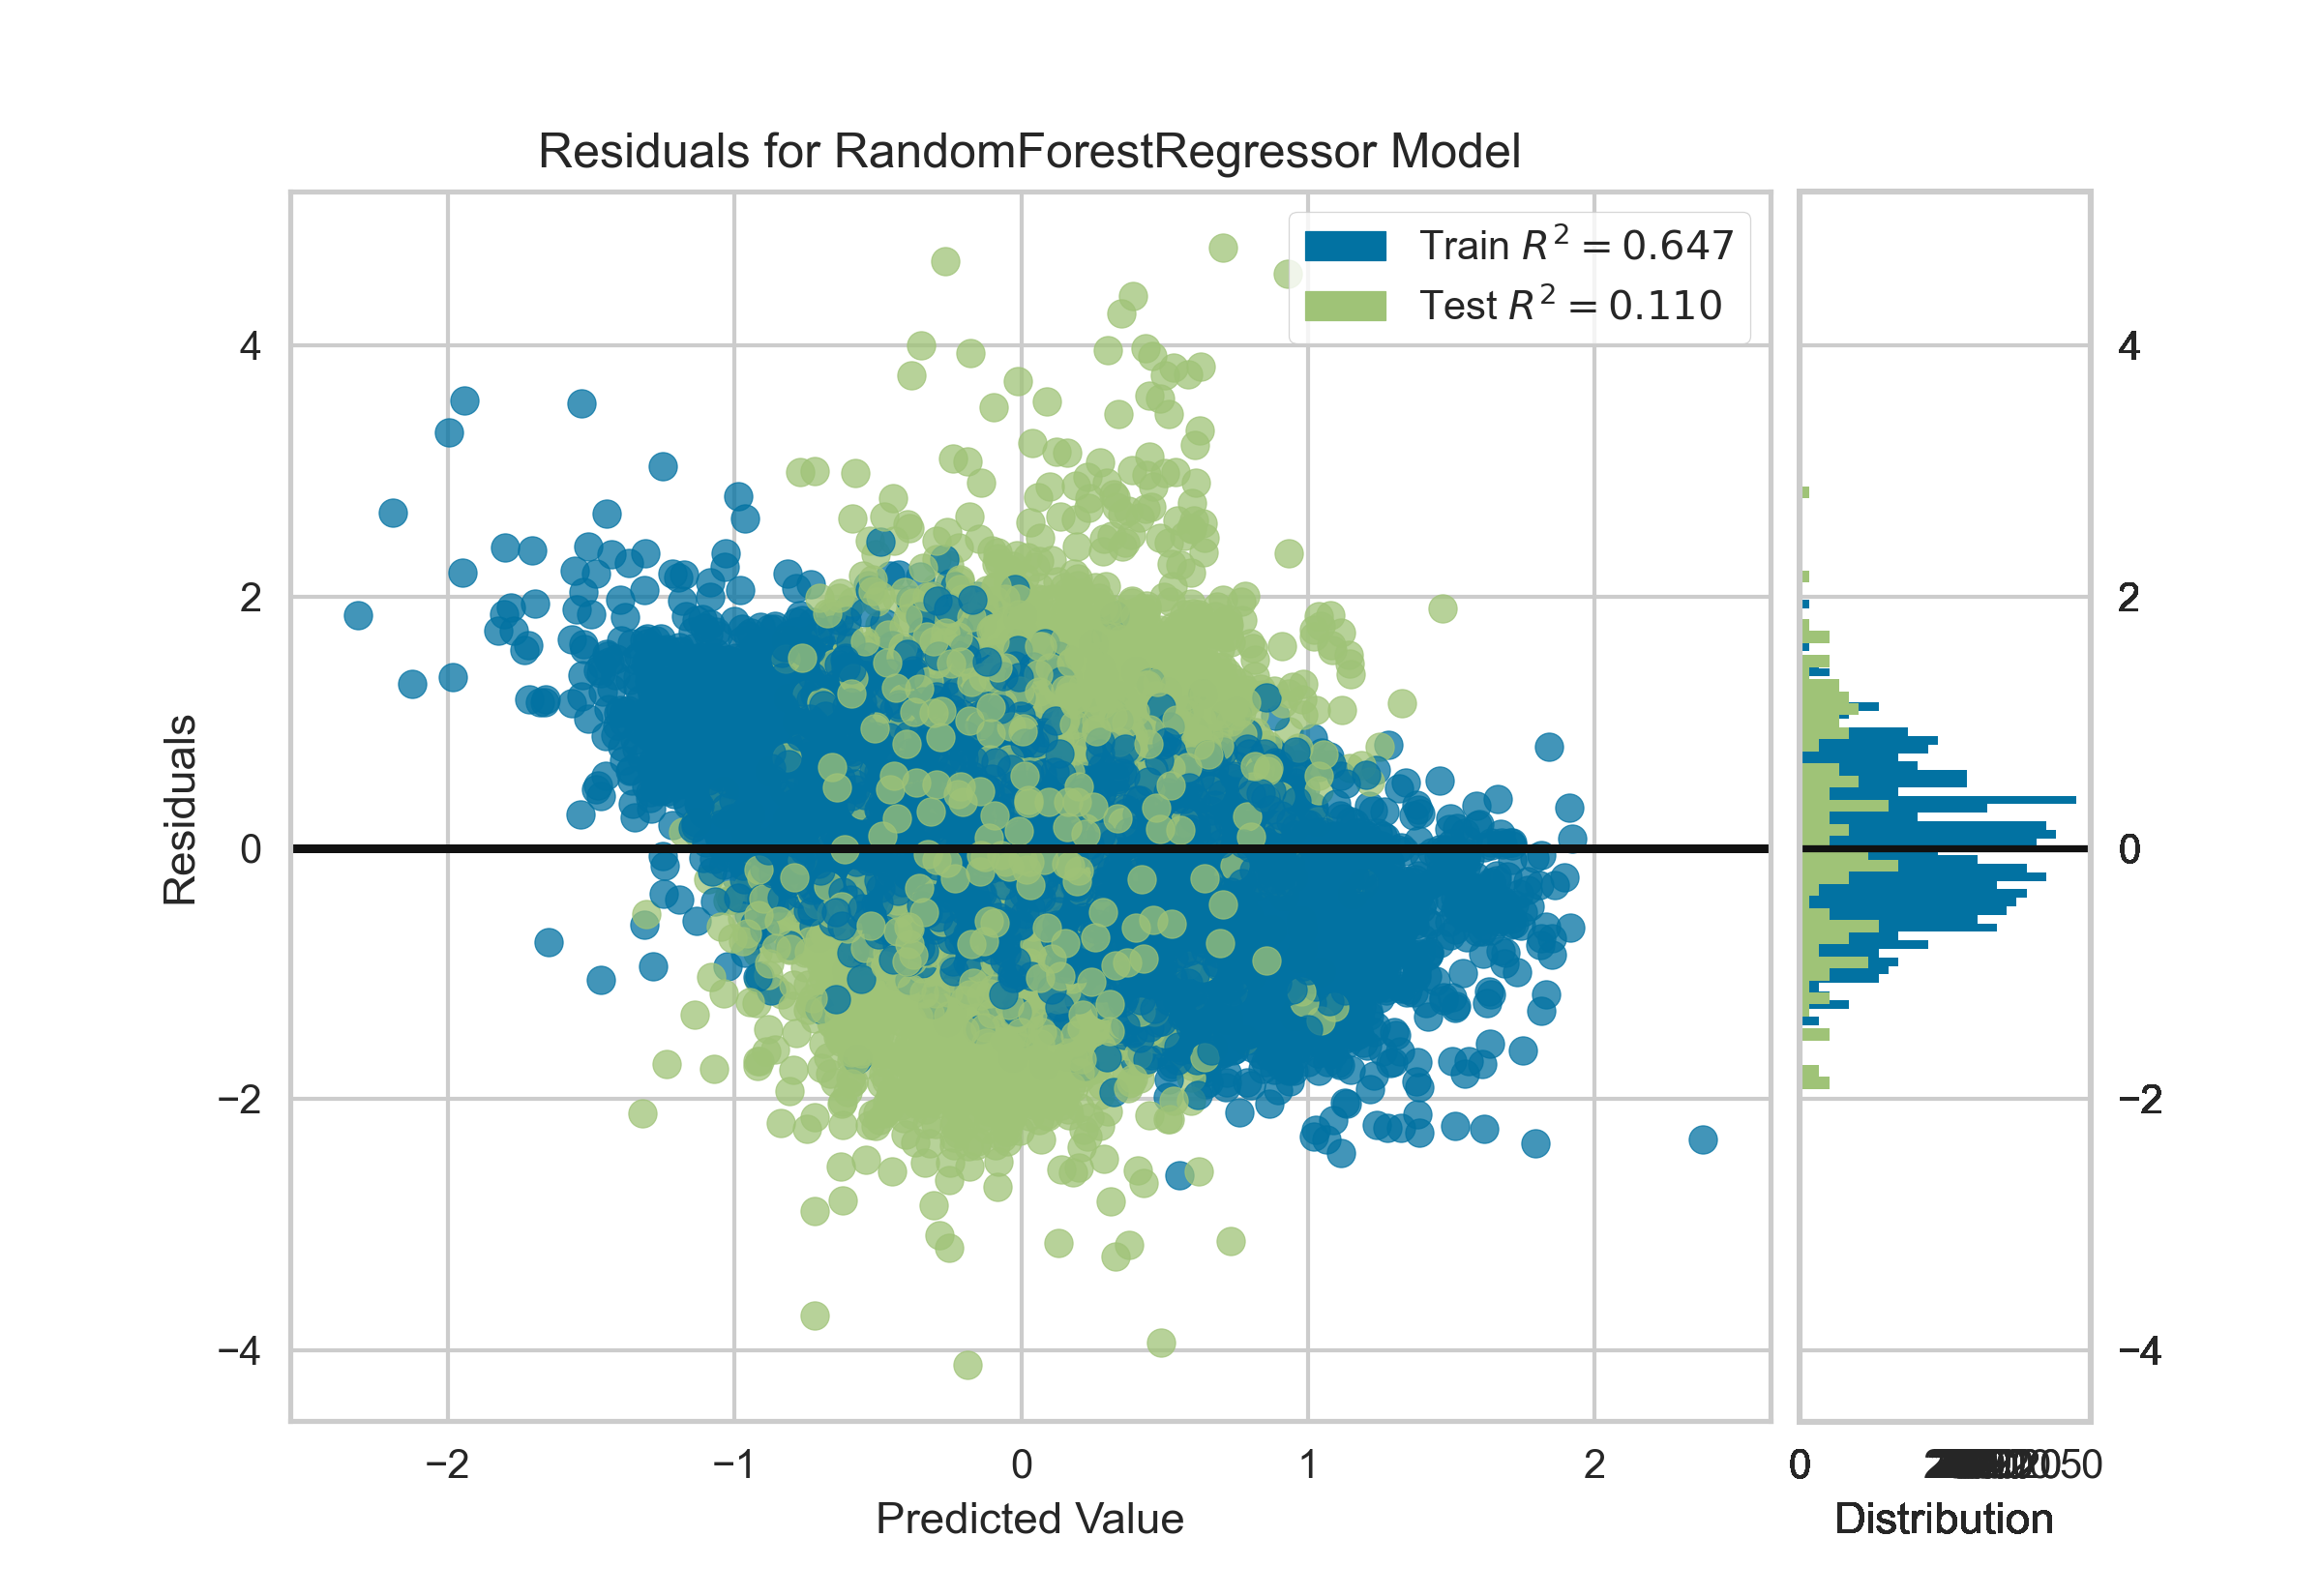 Residuals for RandomForestRegressor Model
Train R² = 0.647
Test R² = 0.110
Residuals
4
2
0
−2
−4
4
2
0
−2
−4
−2
−1
0
1
2
0
50
Predicted Value
Distribution